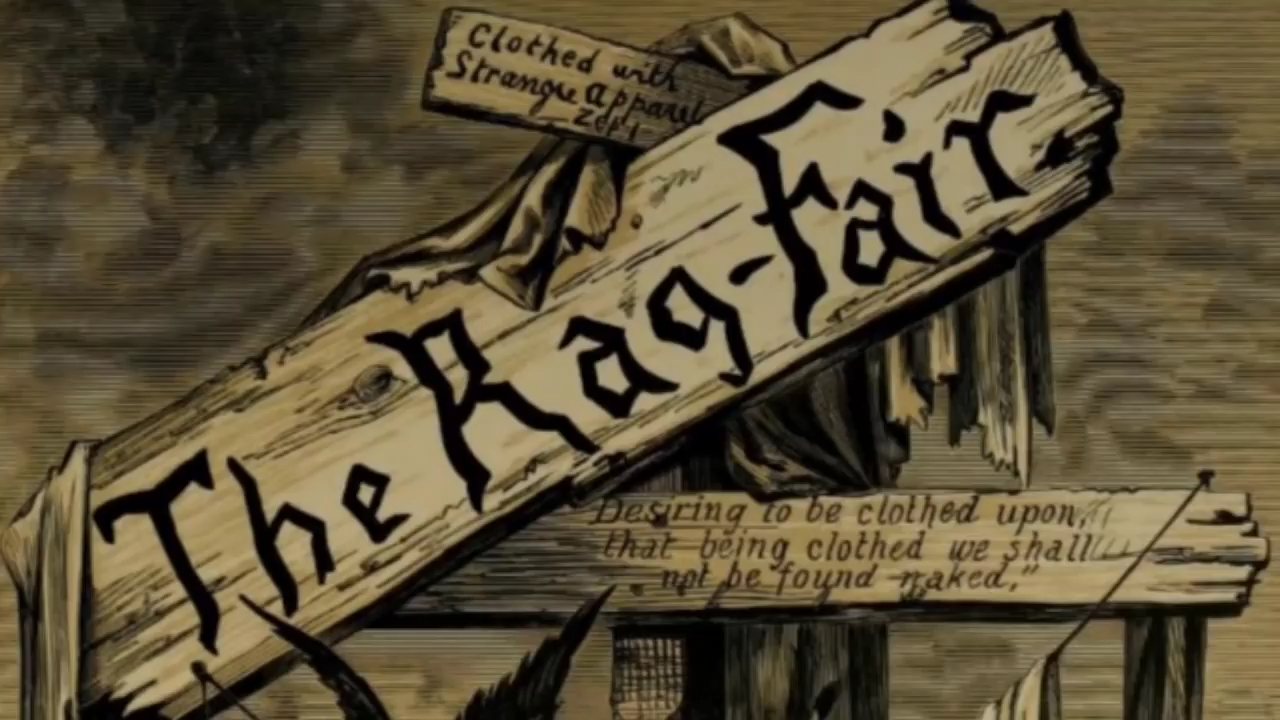 Clothed with
Strange Apparel
The Rag-Fair
Desiring to be clothed upon,
that being clothed we shall
not be found naked."